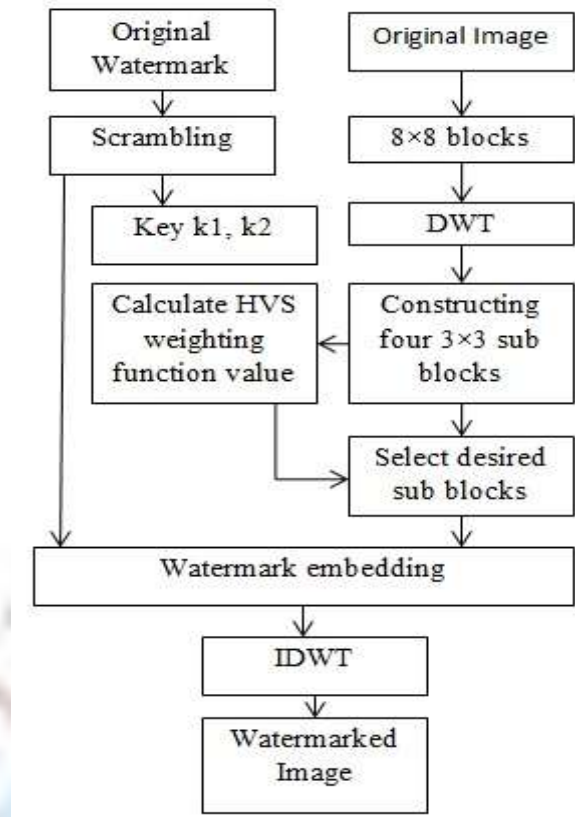 Original
Watermark
Original Image
Scrambling
8×8 blocks
Key k1, k2
DWT
Calculate HVS
weighting
function value
Constructing
four 3×3 sub
blocks
Select desired
sub blocks
Watermark embedding
IDWT
Watermarked
Image